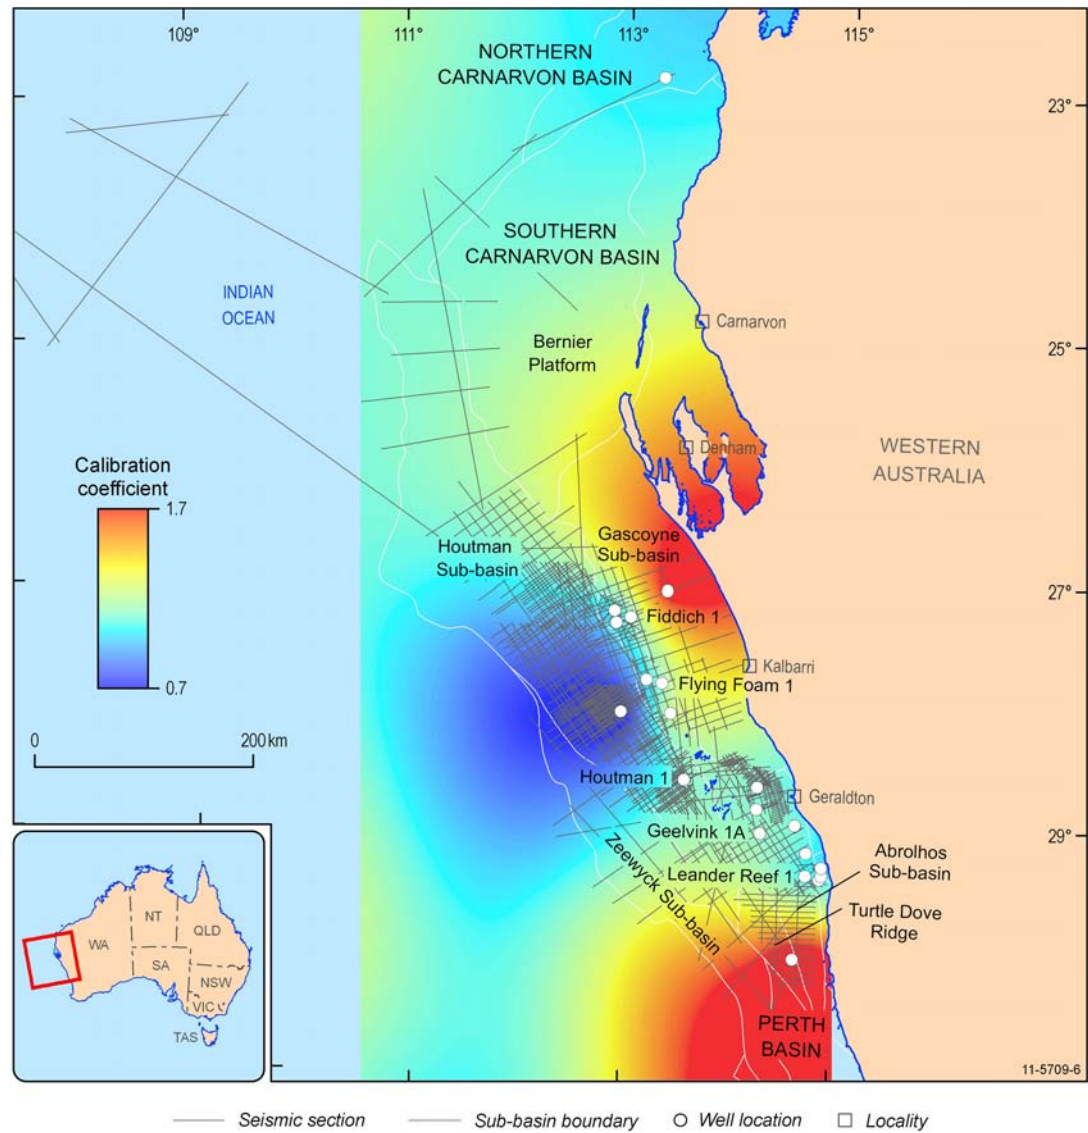 109°
111°
113°
115°
NORTHERN
CARNARVON BASIN
23°
SOUTHERN
CARNARVON BASIN
INDIAN
OCEAN
Carnarvon
Bernier
Platform
25°
Denham
WESTERN
AUSTRALIA
Calibration
coefficient
1.7
0.7
Houtman
Sub-basin
Gascoyne
Sub-basin
27°
Fiddich 1
Kalbarri
Flying Foam 1
0
200 km
Houtman 1
Geraldton
Geelvink 1A
29°
Zeewyck Sub-basin
Leander Reef 1
Abrolhos
Sub-basin
Turtle Dove
Ridge
PERTH
BASIN
WA
NT
QLD
SA
NSW
VIC
TAS
11-5709-6
Seismic section
Sub-basin boundary
Well location
Locality